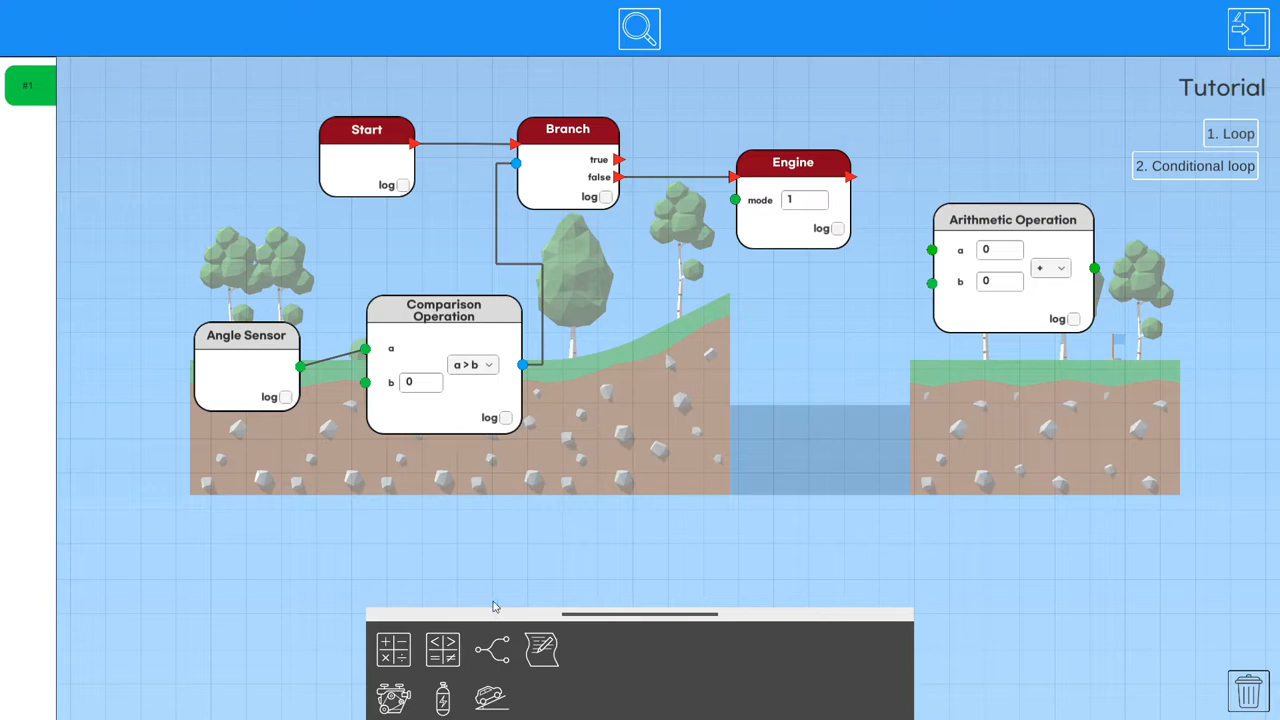 #1
Tutorial
1. Loop
2. Conditional loop
Start
log
Branch
true
false
log
Engine
mode 1
log
Arithmetic Operation
a 0
+
b 0
log
Angle Sensor
log
Comparison
Operation
a
a > b
b 0
log